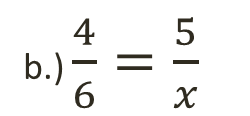 b.) 4/6 = 5/x